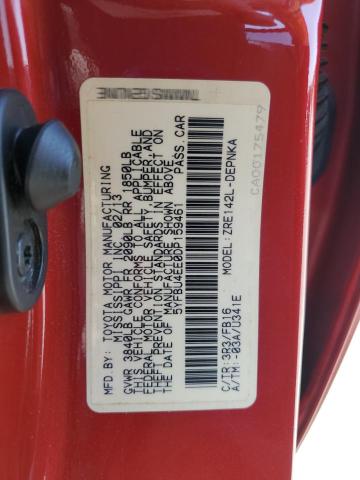 MFD. BY: TOYOTA MOTOR MANUFACTURING
MISSISSIPPI INC. 02/13
GVWR 3840LB GAWR FR 2090LB RR 1850LB
THIS VEHICLE CONFORMS TO ALL APPLICABLE
FEDERAL MOTOR VEHICLE SAFETY, BUMPER, AND
THEFT PREVENTION STANDARDS IN EFFECT ON
THE DATE OF MANUFACTURE SHOWN ABOVE.
5YFBU4EE0DP159461 PASS.CAR
C/TR:3R3/FB16 MODEL:ZRE142L-DEPNKA
A/TM:-03A/U341E
CA00175479